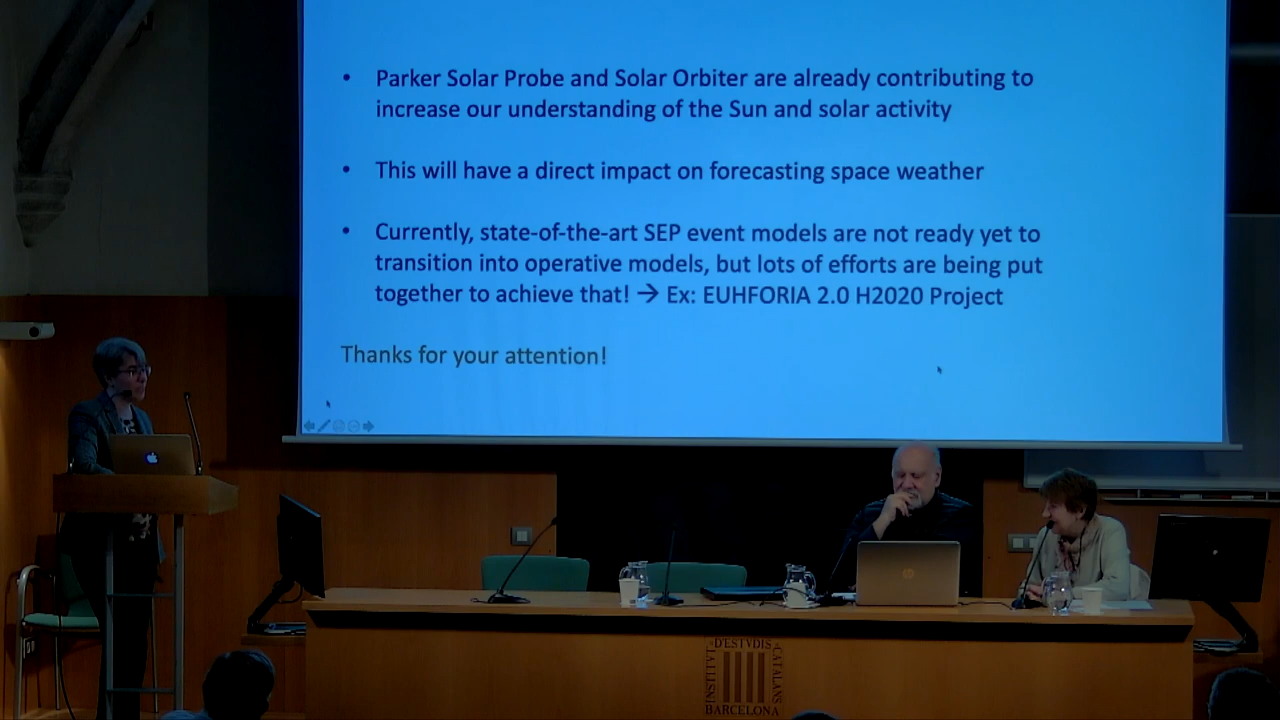 • Parker Solar Probe and Solar Orbiter are already contributing to
increase our understanding of the Sun and solar activity
• This will have a direct impact on forecasting space weather
• Currently, state-of-the-art SEP event models are not ready yet to
transition into operative models, but lots of efforts are being put
together to achieve that! → Ex: EUHFORIA 2.0 H2020 Project
Thanks for your attention!
INSTITVT
D'ESTVDIS
CATALANS
BARCELONA